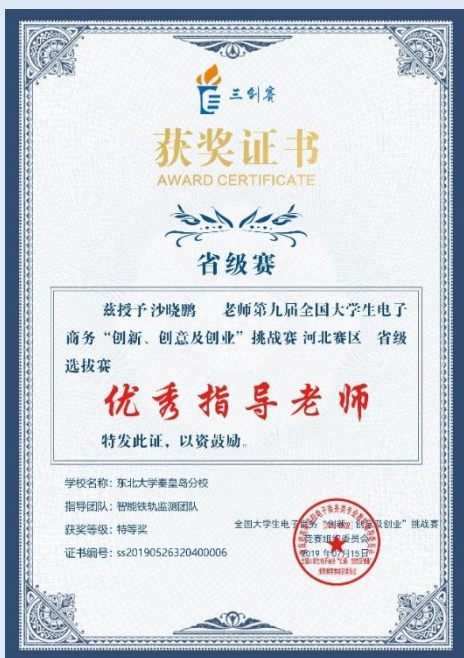 三创赛
获奖证书
AWARD CERTIFICATE
省级赛
兹授予沙晓鹏 老师第九届全国大学生电子
商务“创新、创意及创业”挑战赛 河北赛区 省级
选拔赛
优秀指导老师
特发此证，以资鼓励。
学校名称：东北大学秦皇岛分校
指导团队：智能铁轨监测团队
获奖等级：特等奖
证书编号：ss20190526320400006
全国大学生电子商务“创新、创意及创业”挑战赛
竞赛组织委员会
2019 年07月15日